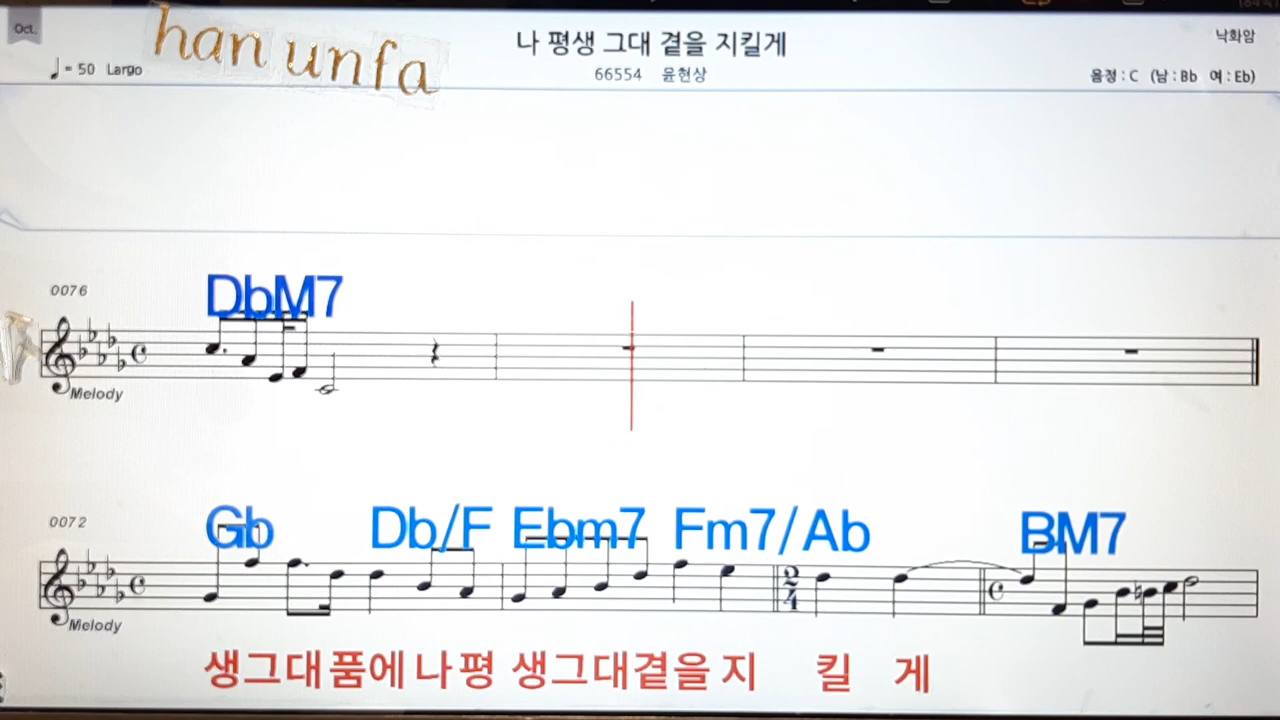 Oct.
han unfa
나 평생 그대 곁을 지킬게
낙화암
♩= 50 Largo
66554 윤현상
음정 : C (남 : Bb 여 : Eb)
0076
DbM7
Melody
0072
Gb Db/F Ebm7 Fm7/Ab BM7
2
4
Melody
생그대품에나평 생그대곁을 지 킬 게